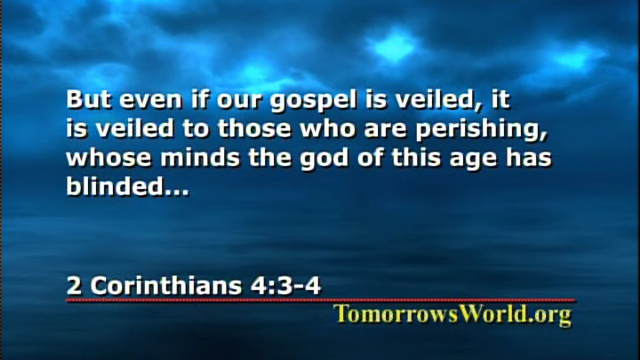 But even if our gospel is veiled, it
is veiled to those who are perishing,
whose minds the god of this age has
blinded...
2 Corinthians 4:3-4
TomorrowsWorld.org